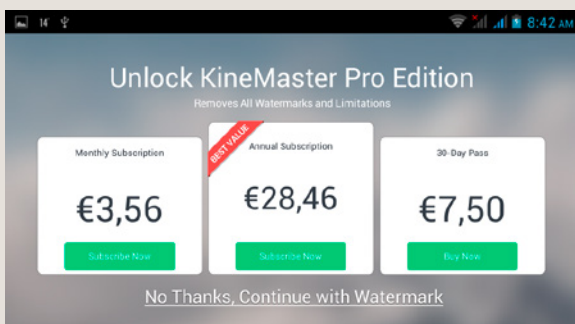 14° 8:42 AM
Unlock KineMaster Pro Edition
Removes All Watermarks and Limitations
Monthly Subscription
€3,56
Subscribe Now
BEST VALUE
Annual Subscription
€28,46
Subscribe Now
30-Day Pass
€7,50
Buy Now
No Thanks, Continue with Watermark